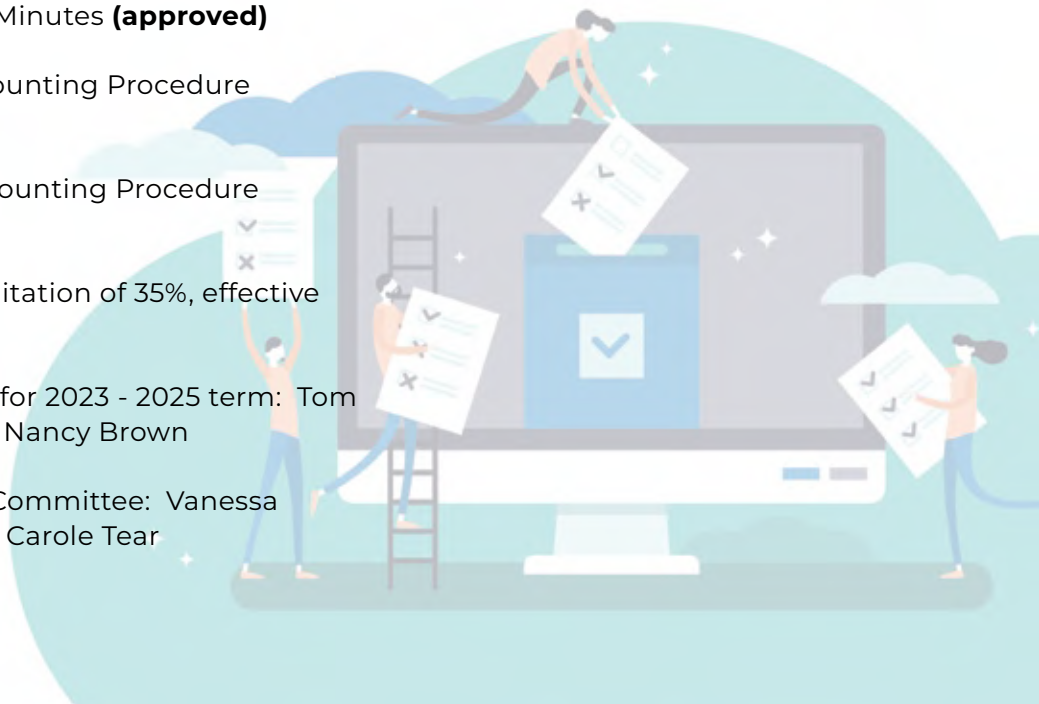 Minutes (approved)
ounting Procedure
ounting Procedure
itation of 35%, effective
for 2023 - 2025 term: Tom
Nancy Brown
Committee: Vanessa
Carole Tear